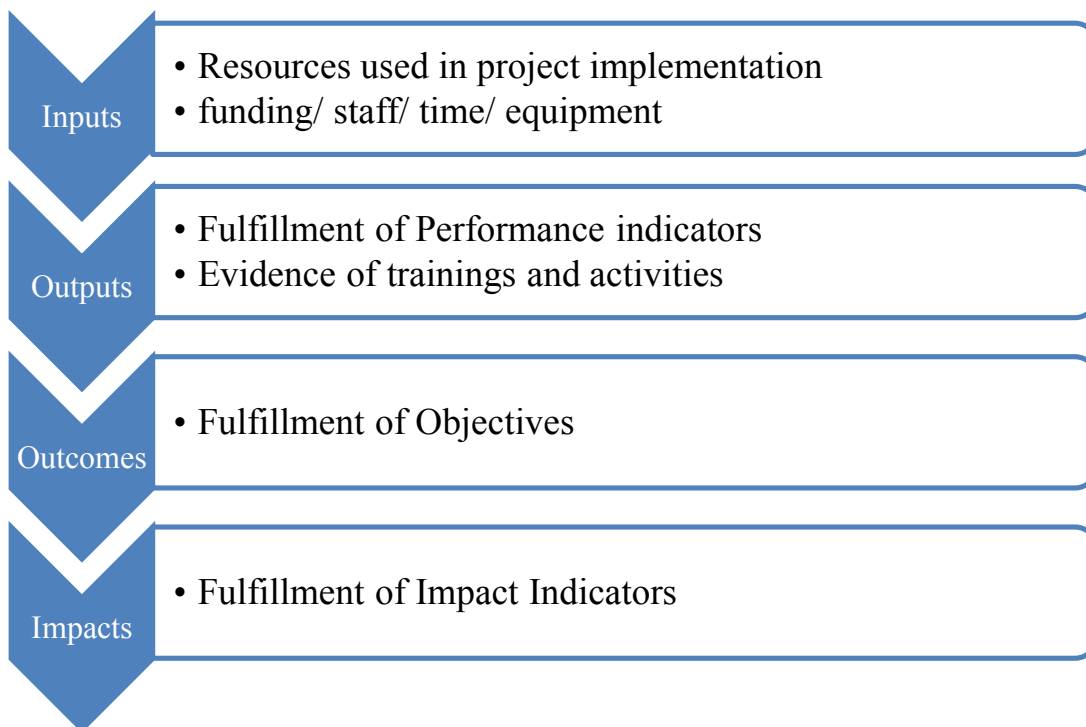 Inputs
• Resources used in project implementation
• funding/ staff/ time/ equipment
Outputs
• Fulfillment of Performance indicators
• Evidence of trainings and activities
Outcomes
• Fulfillment of Objectives
Impacts
• Fulfillment of Impact Indicators